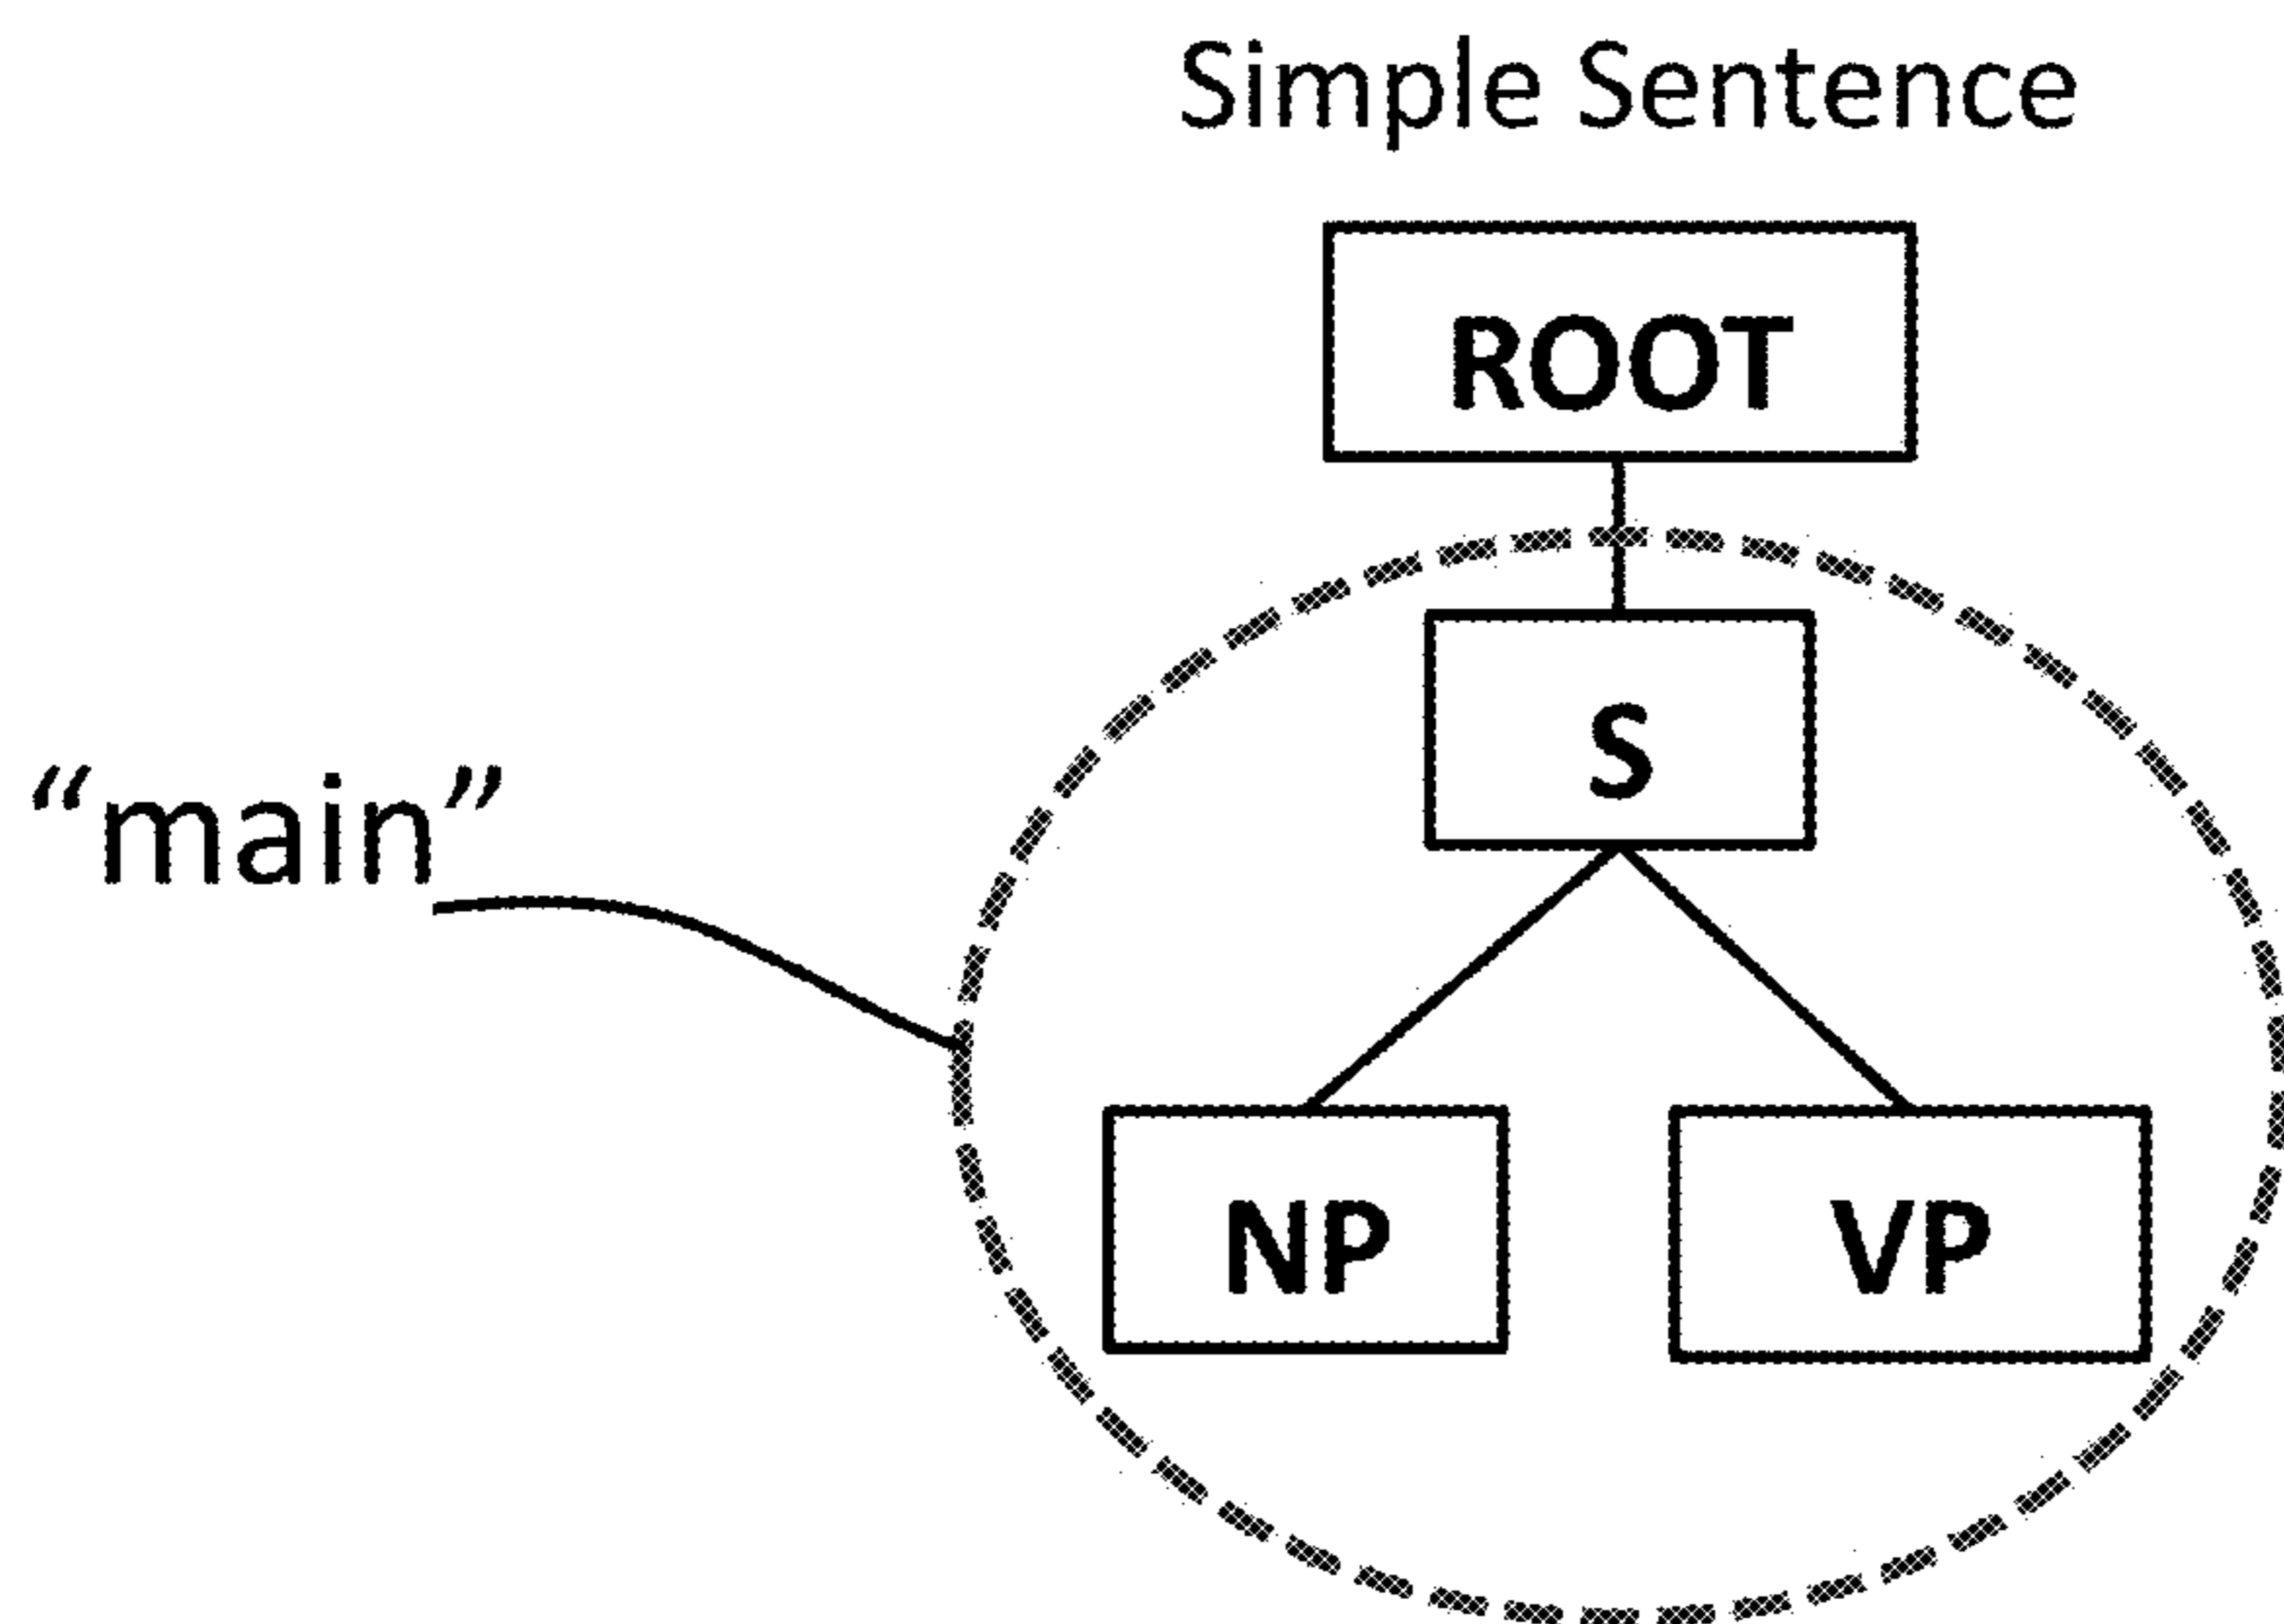 Simple Sentence
ROOT
S
“main”
NP VP